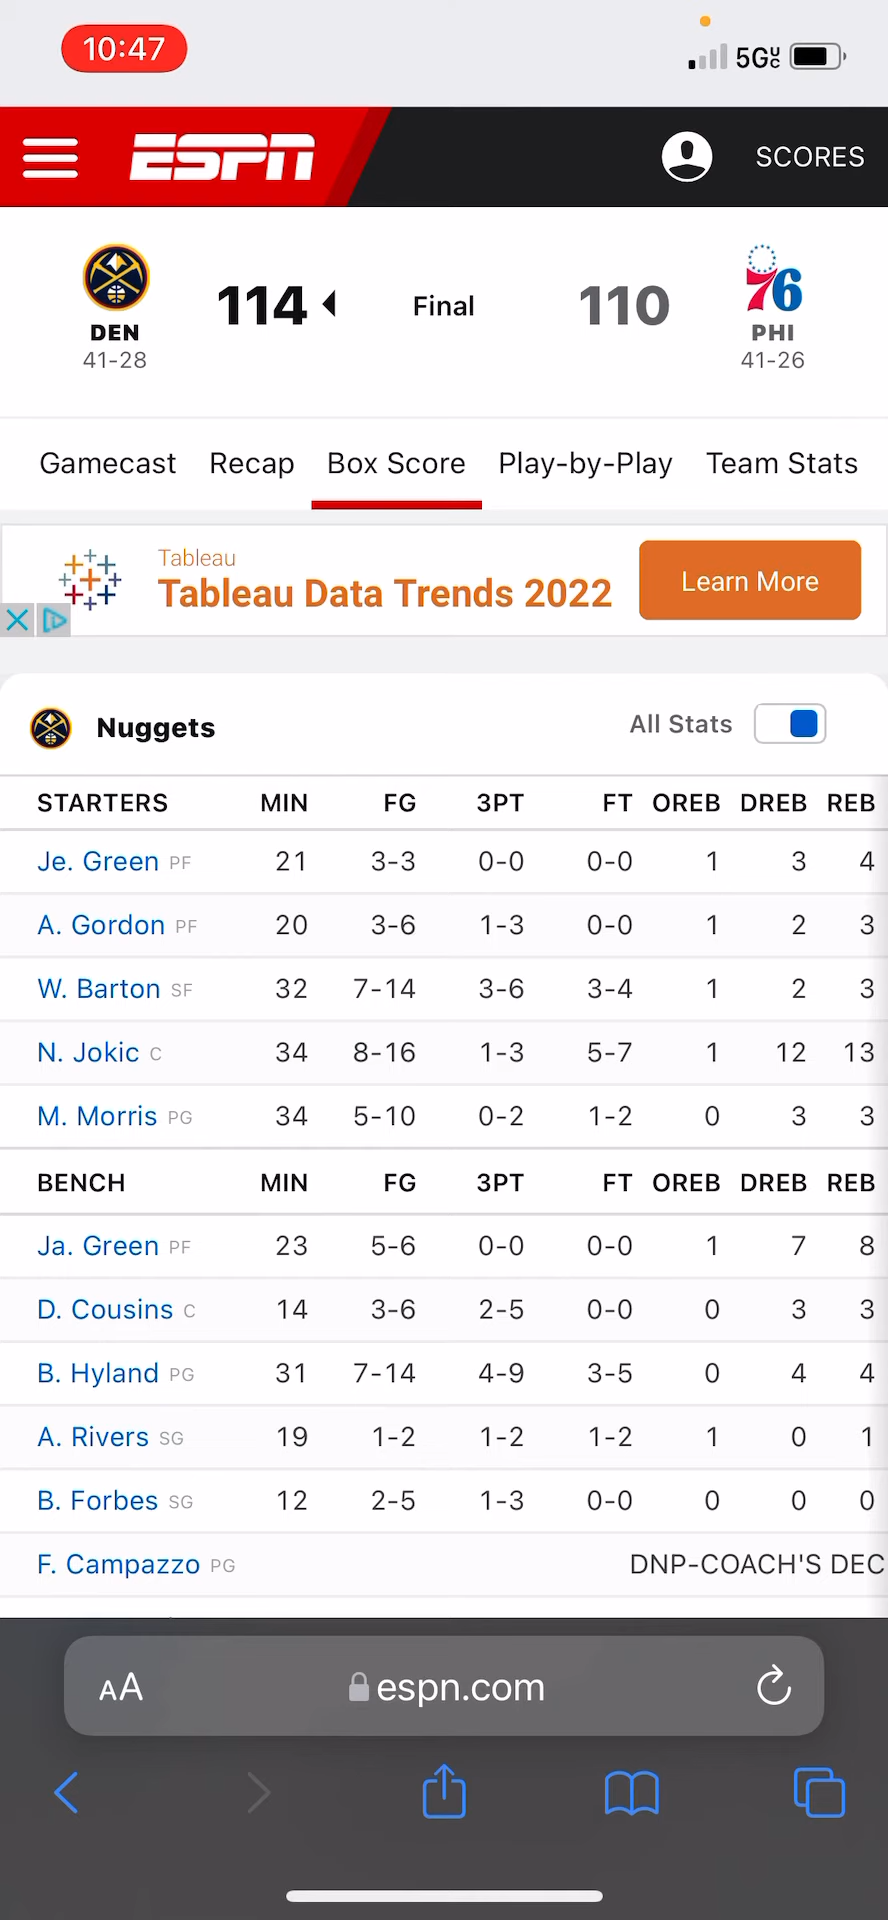 10:47
5GUC
ESPN
SCORES
DEN
41-28
114
Final
110
76
PHI
41-26
Gamecast Recap Box Score Play-by-Play Team Stats
Tableau
Tableau Data Trends 2022
Learn More
Nuggets
All Stats
STARTERS MIN FG 3PT FT OREB DREB REB
Je. Green PF 21 3-3 0-0 0-0 1 3 4
A. Gordon PF 20 3-6 1-3 0-0 1 2 3
W. Barton SF 32 7-14 3-6 3-4 1 2 3
N. Jokic C 34 8-16 1-3 5-7 1 12 13
M. Morris PG 34 5-10 0-2 1-2 0 3 3
BENCH MIN FG 3PT FT OREB DREB REB
Ja. Green PF 23 5-6 0-0 0-0 1 7 8
D. Cousins C 14 3-6 2-5 0-0 0 3 3
B. Hyland PG 31 7-14 4-9 3-5 0 4 4
A. Rivers SG 19 1-2 1-2 1-2 1 0 1
B. Forbes SG 12 2-5 1-3 0-0 0 0 0
F. Campazzo PG DNP-COACH'S DEC
AA espn.com